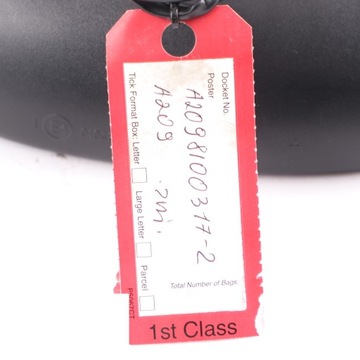 Docket No.
Poster
A2098100317-2
A209
Tick Format Box: Letter
Large Letter
Parcel
Total Number of Bags
1st Class